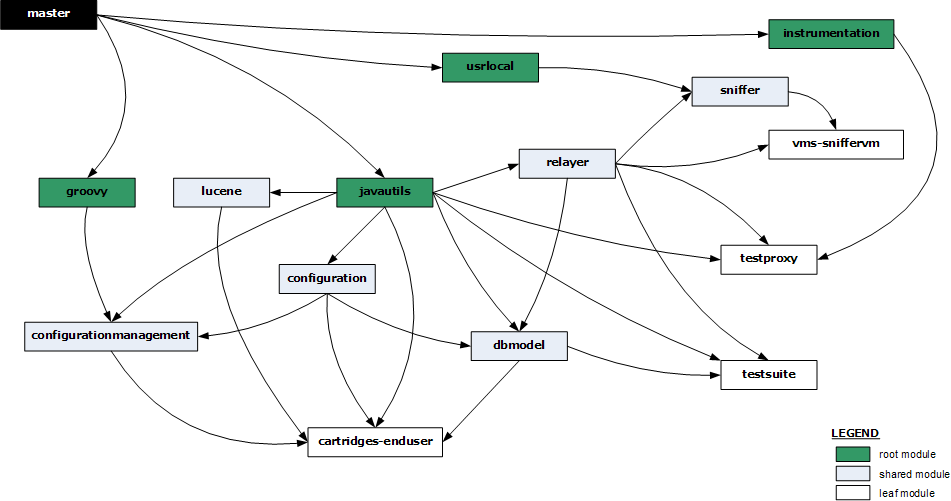 master
instrumentation
usrlocal
sniffer
vms-sniffervm
relayer
groovy
lucene
javautils
testproxy
configuration
configurationmanagement
dbmodel
testsuite
cartridges-enduser
LEGEND
root module
shared module
leaf module